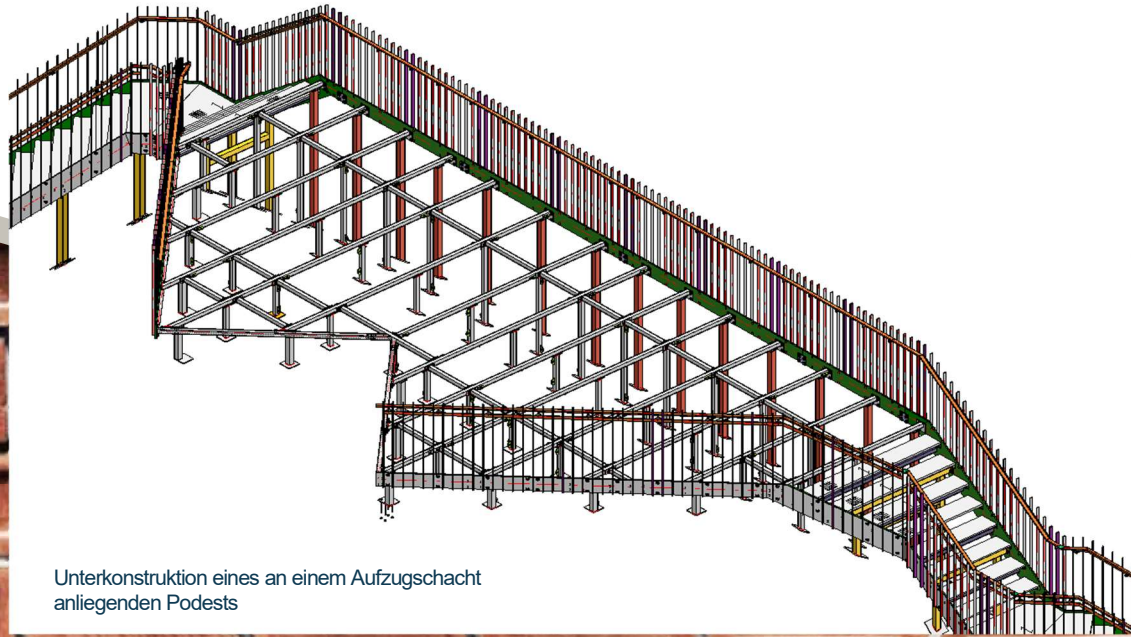 Unterkonstruktion eines an einem Aufzugschacht
anliegenden Podests